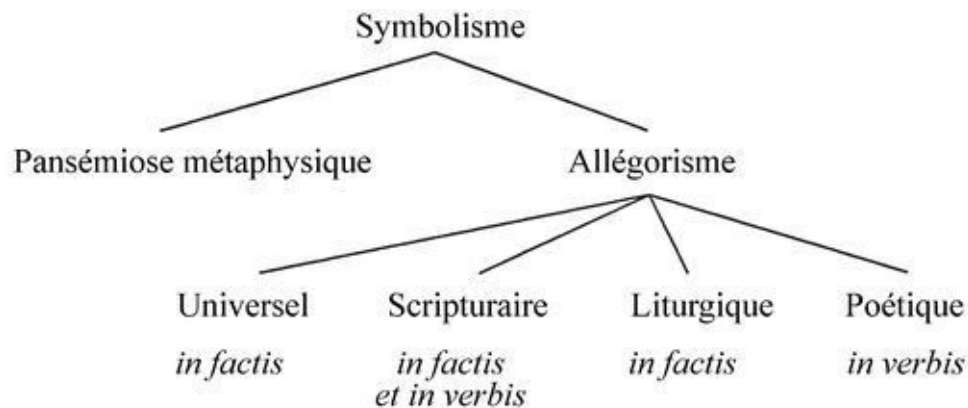 Symbolisme
Pansémiose métaphysique Allégorisme
Universel Scripturaire Liturgique Poétique
in factis in factis in factis in verbis
et in verbis